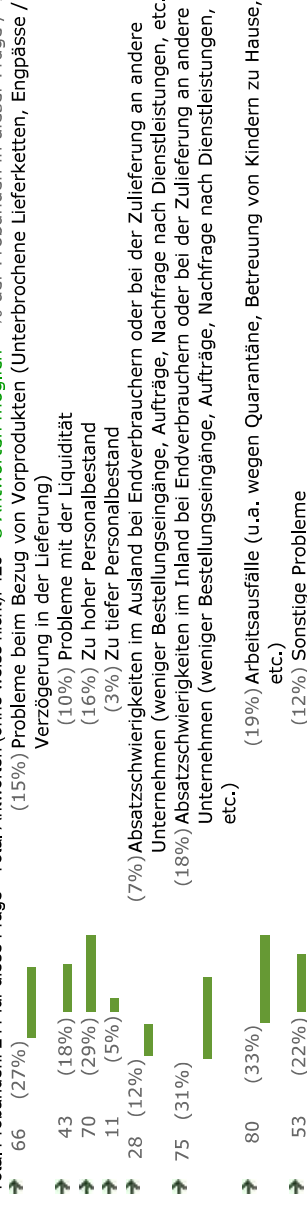 66 (27%) (15%) Probleme beim Bezug von Vorprodukten (Unterbrochene Lieferketten, Engpässe /
Verzögerung in der Lieferung)
43 (18%) (10%) Probleme mit der Liquidität
70 (29%) (16%) Zu hoher Personalbestand
11 (5%) (3%) Zu tiefer Personalbestand
28 (12%) (7%) Absatzschwierigkeiten im Ausland bei Endverbrauchern oder bei der Zulieferung an andere
Unternehmen (weniger Bestellungseingänge, Aufträge, Nachfrage nach Dienstleistungen, etc.
75 (31%) (18%) Absatzschwierigkeiten im Inland bei Endverbrauchern oder bei der Zulieferung an andere
Unternehmen (weniger Bestellungseingänge, Aufträge, Nachfrage nach Dienstleistungen,
etc.)
80 (33%) (19%) Arbeitsausfälle (u.a. wegen Quarantäne, Betreuung von Kindern zu Hause,
etc.)
53 (22%) (12%) Sonstige Probleme